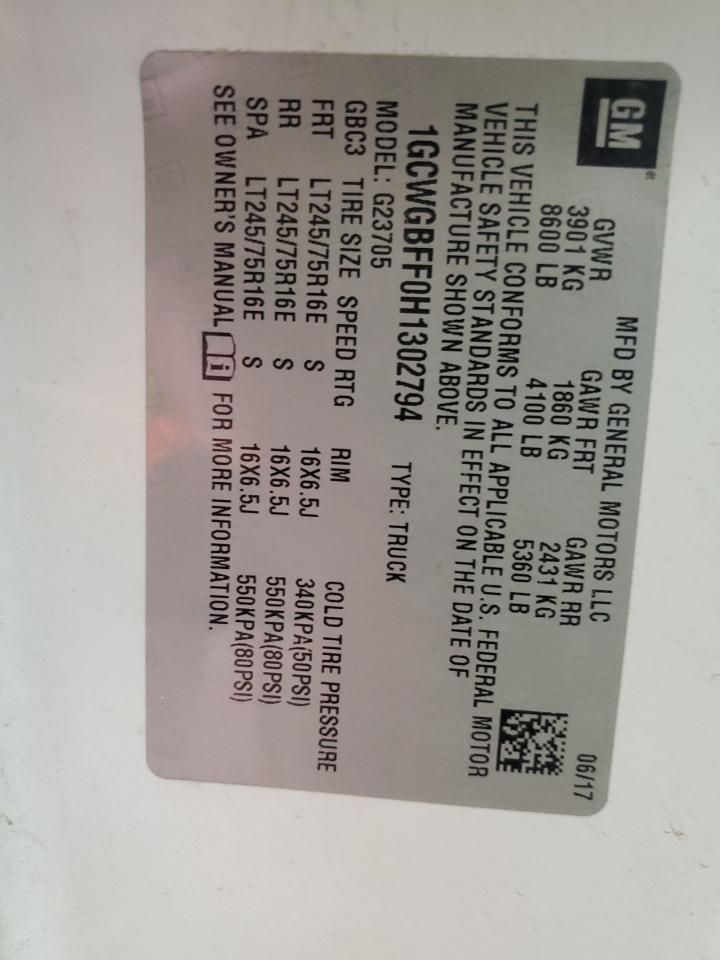 GM®
MFD BY GENERAL MOTORS LLC 06/17
GVWR GAWR FRT GAWR RR
3901 KG 1860 KG 2431 KG
8600 LB 4100 LB 5360 LB
THIS VEHICLE CONFORMS TO ALL APPLICABLE U.S. FEDERAL MOTOR
VEHICLE SAFETY STANDARDS IN EFFECT ON THE DATE OF
MANUFACTURE SHOWN ABOVE.
1GCWGBFF0H1302794 TYPE: TRUCK
MODEL: G23705
GBC3 TIRE SIZE SPEED RTG RIM COLD TIRE PRESSURE
FRT LT245/75R16E S 16X6.5J 340KPA(50PSI)
RR LT245/75R16E S 16X6.5J 550KPA(80PSI)
SPA LT245/75R16E S 16X6.5J 550KPA(80PSI)
SEE OWNER'S MANUAL i FOR MORE INFORMATION.